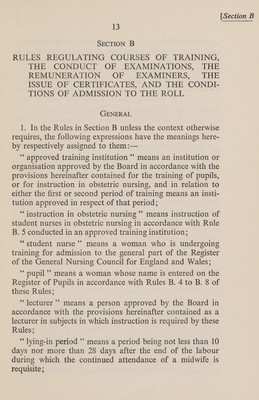 [Section B
13
SECTION B
RULES REGULATING COURSES OF TRAINING,
THE CONDUCT OF EXAMINATIONS, THE
REMUNERATION OF EXAMINERS, THE
ISSUE OF CERTIFICATES, AND THE CONDI-
TIONS OF ADMISSION TO THE ROLL
GENERAL
1. In the Rules in Section B unless the context otherwise
requires, the following expressions have the meanings here-
by respectively assigned to them:—
“ approved training institution ” means an institution or
organisation approved by the Board in accordance with the
provisions hereinafter contained for the training of pupils,
or for instruction in obstetric nursing, and in relation to
either the first or second period of training means an insti-
tution approved in respect of that period;
“ instruction in obstetric nursing ” means instruction of
student nurses in obstetric nursing in accordance with Rule
B. 5 conducted in an approved training institution;
“ student nurse ” means a woman who is undergoing
training for admission to the general part of the Register
of the General Nursing Council for England and Wales;
“ pupil ” means a woman whose name is entered on the
Register of Pupils in accordance with Rules B. 4 to B. 8 of
these Rules;
“ lecturer ” means a person approved by the Board in
accordance with the provisions hereinafter contained as a
lecturer in subjects in which instruction is required by these
Rules;
“ lying-in period ” means a period being not less than 10
days nor more than 28 days after the end of the labour
during which the continued attendance of a midwife is
requisite;